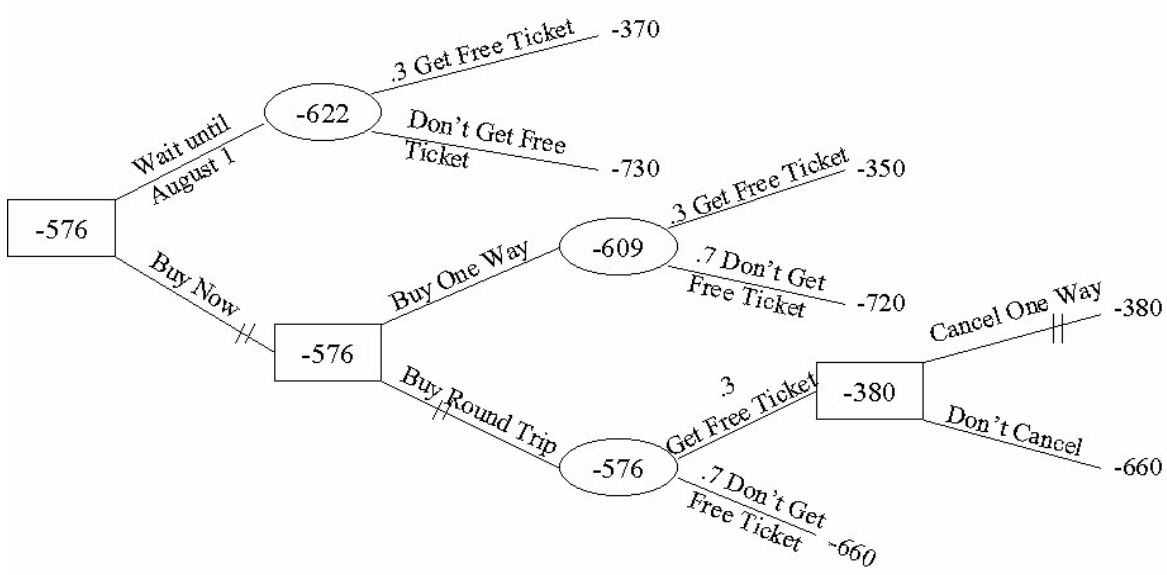 .3 Get Free Ticket
-370
-622
Don't Get Free
Ticket
-730
Wait until
August 1
-576
Buy Now
.3 Get Free Ticket
-350
Buy One Way
-609
.7 Don't Get
Free Ticket
-720
-576
Cancel One Way
-380
.3
Get Free Ticket
-380
Buy Round Trip
Don't Cancel
-660
-576
.7 Don't Get
Free Ticket
-660